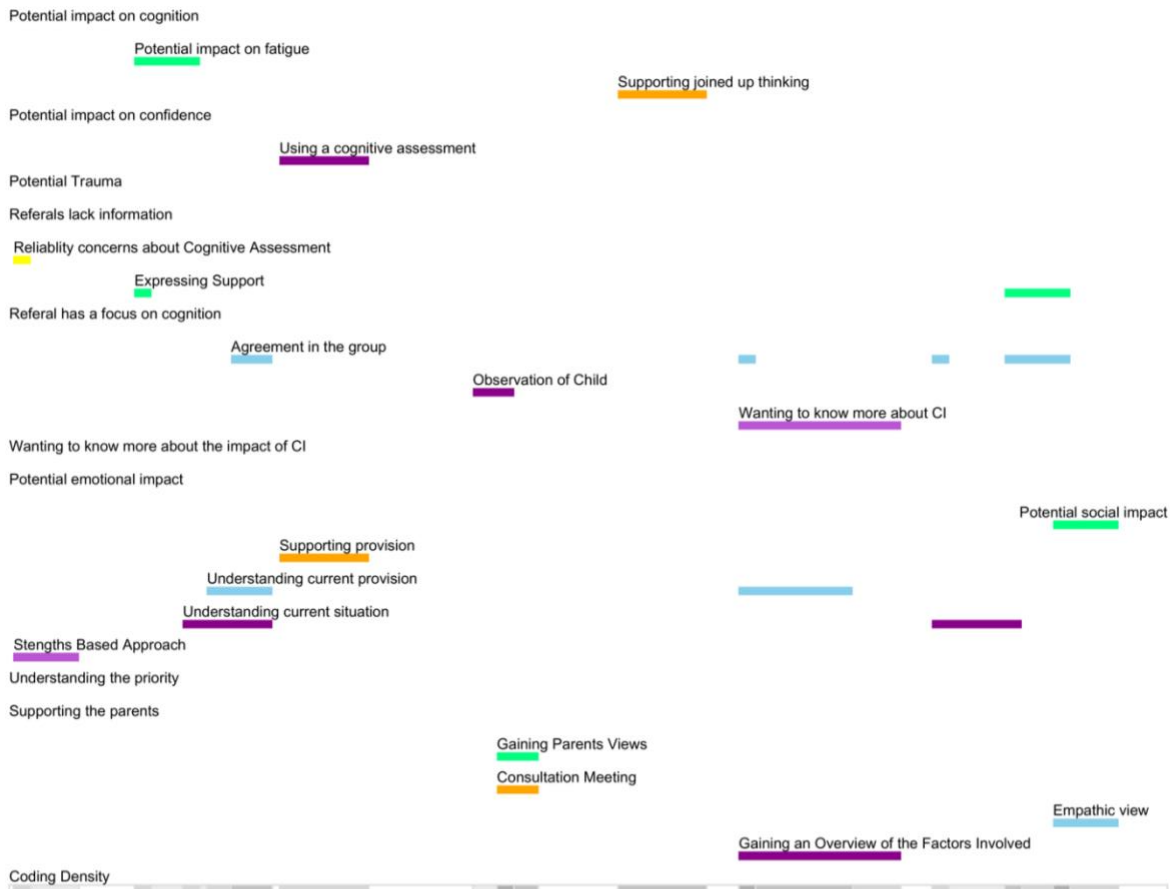 Potential impact on cognition
Potential impact on fatigue
Supporting joined up thinking
Potential impact on confidence
Using a cognitive assessment
Potential Trauma
Referals lack information
Reliablity concerns about Cognitive Assessment
Expressing Support
Referal has a focus on cognition
Agreement in the group
Observation of Child
Wanting to know more about CI
Wanting to know more about the impact of CI
Potential emotional impact
Potential social impact
Supporting provision
Understanding current provision
Understanding current situation
Stengths Based Approach
Understanding the priority
Supporting the parents
Gaining Parents Views
Consultation Meeting
Empathic view
Gaining an Overview of the Factors Involved
Coding Density